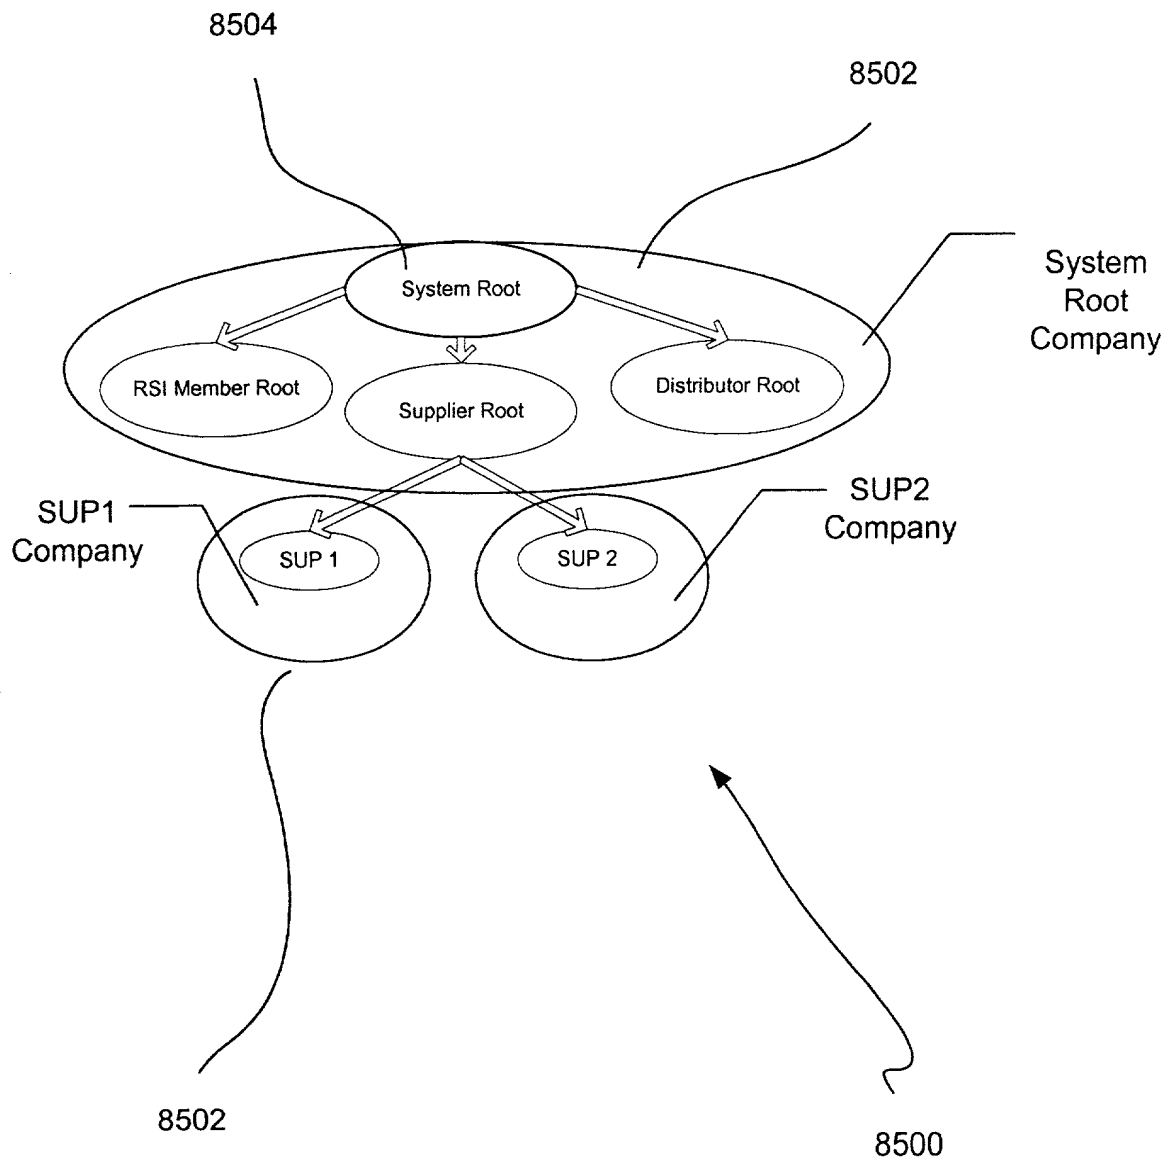 8504
8502
System Root
System
Root
Company
RSI Member Root
Supplier Root
Distributor Root
SUP1
Company
SUP2
Company
SUP 1
SUP 2
8502
8500